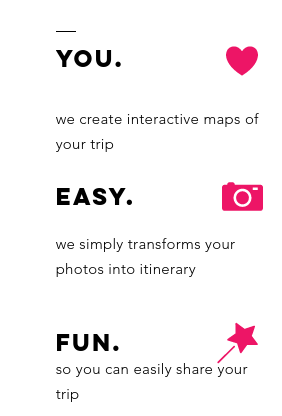 YOU.
we create interactive maps of
your trip
EASY.
we simply transforms your
photos into itinerary
FUN.
so you can easily share your
trip